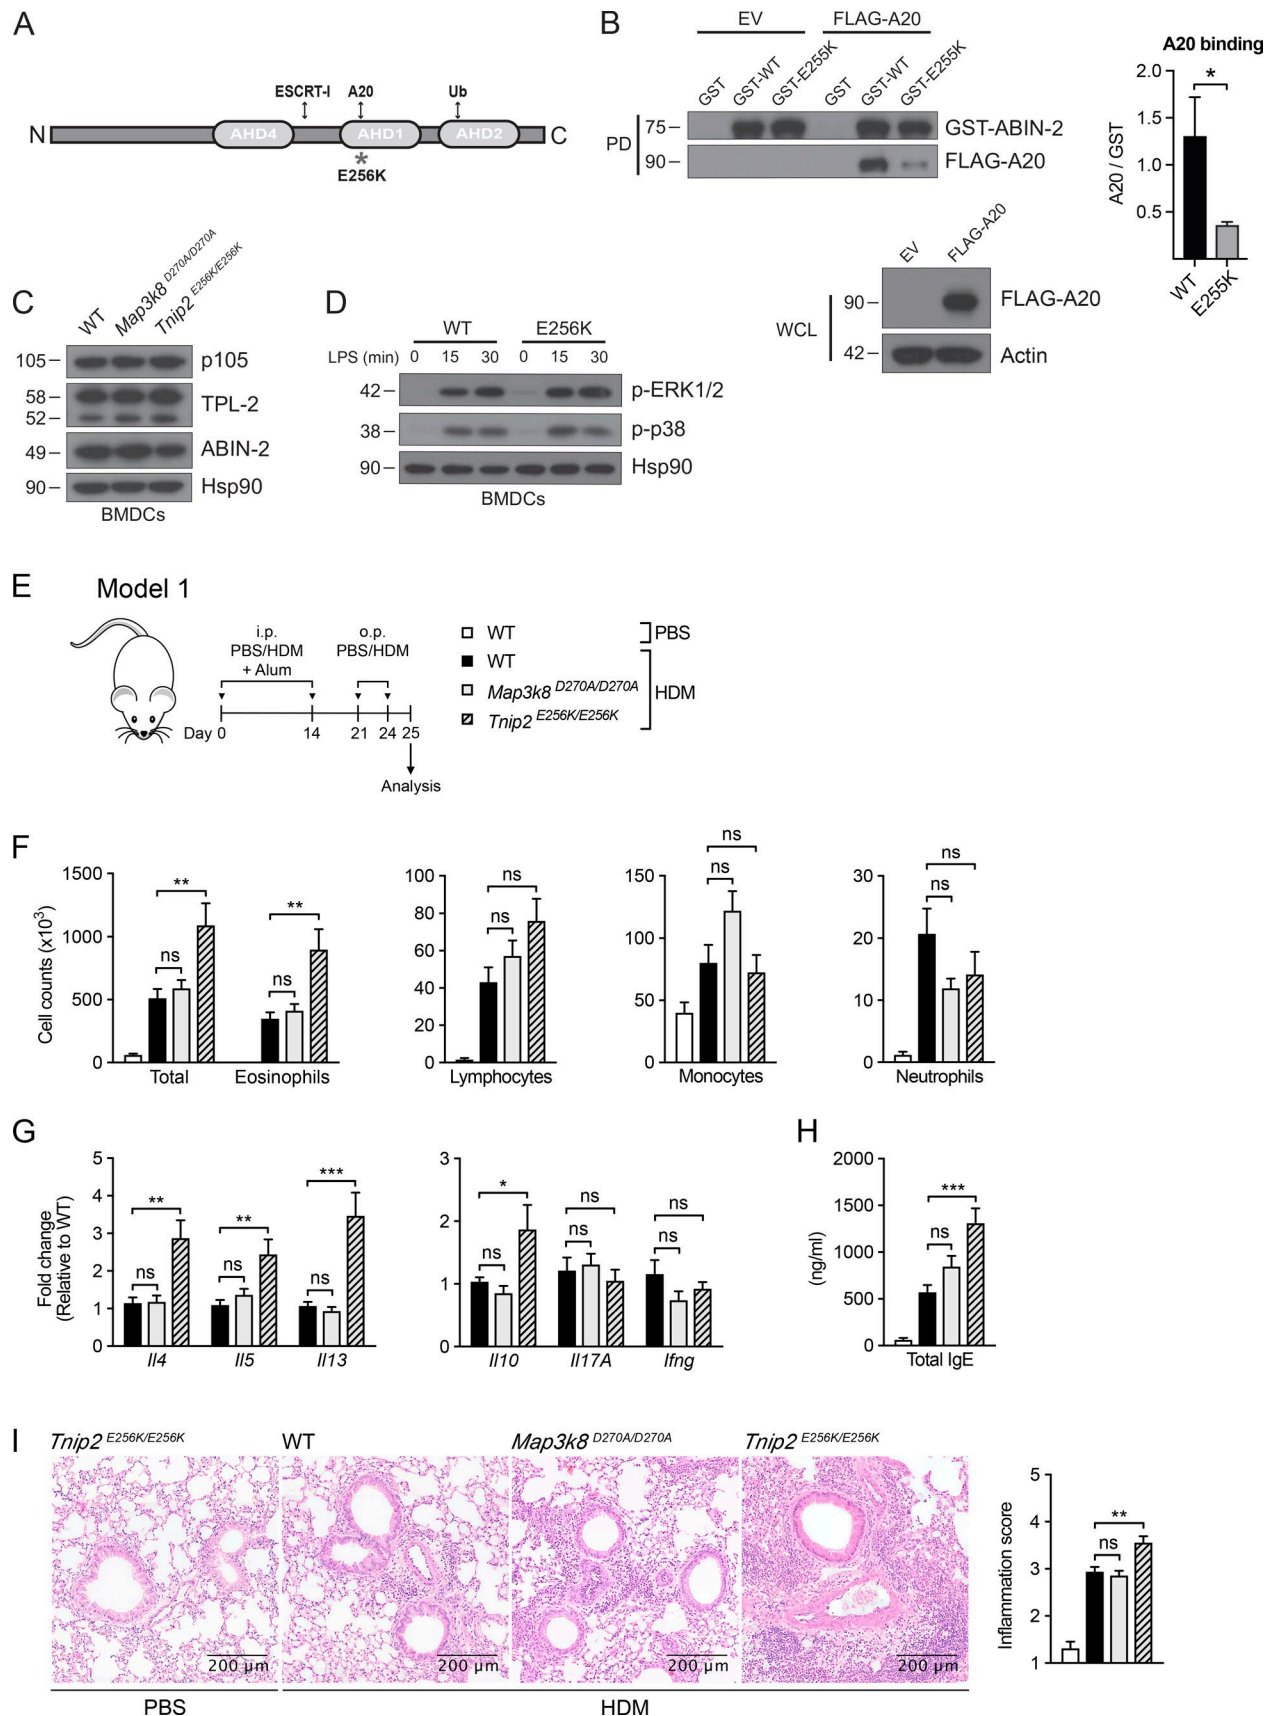 A
ESCRT-I A20 Ub
N AHD4 AHD1 AHD2 C
*
E256K
B
EV FLAG-A20
GST GST-WT GST-E255K GST GST-WT GST-E255K
PD
75 GST-ABIN-2
90 FLAG-A20
EV FLAG-A20
WCL
90 FLAG-A20
42 Actin
A20 binding
*
A20 / GST
2.0
1.5
1.0
0.5
WT E255K
C
WT Map3k8 D270A/D270A Tnip2 E256K/E256K
105 p105
58 TPL-2
52
49 ABIN-2
90 Hsp90
BMDCs
D
WT E256K
LPS (min) 0 15 30 0 15 30
42 p-ERK1/2
38 p-p38
90 Hsp90
BMDCs
E Model 1
i.p. o.p.
PBS/HDM PBS/HDM
+ Alum
Day 0 14 21 24 25
Analysis
WT PBS
WT
Map3k8 D270A/D270A HDM
Tnip2 E256K/E256K
F
Cell counts (x10³)
1500
1000
500
0
ns ** ns **
Total Eosinophils
100
80
60
40
20
0
ns ns
Lymphocytes
150
100
50
0
ns ns
Monocytes
30
20
10
0
ns ns
Neutrophils
G
Fold change
(Relative to WT)
5
4
3
2
1
0
ns ** ns ** ns ***
Il4 Il5 Il13
3
2
1
0
ns * ns ns ns ns
Il10 Il17A Ifng
H
(ng/ml)
2000
1500
1000
500
0
ns ***
Total IgE
I
Tnip2 E256K/E256K WT Map3k8 D270A/D270A Tnip2 E256K/E256K
200 µm 200 µm 200 µm 200 µm
PBS HDM
Inflammation score
5
4
3
2
1
ns **